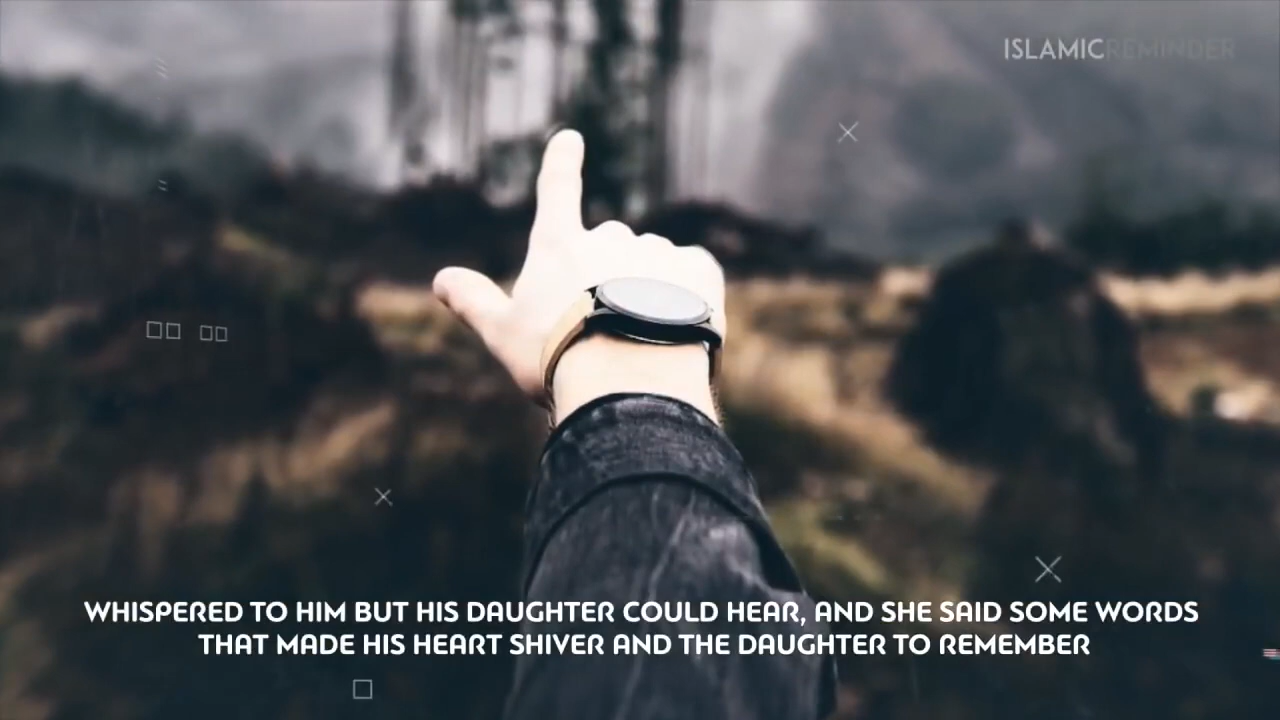 ISLAMICREMINDER
WHISPERED TO HIM BUT HIS DAUGHTER COULD HEAR, AND SHE SAID SOME WORDS
THAT MADE HIS HEART SHIVER AND THE DAUGHTER TO REMEMBER